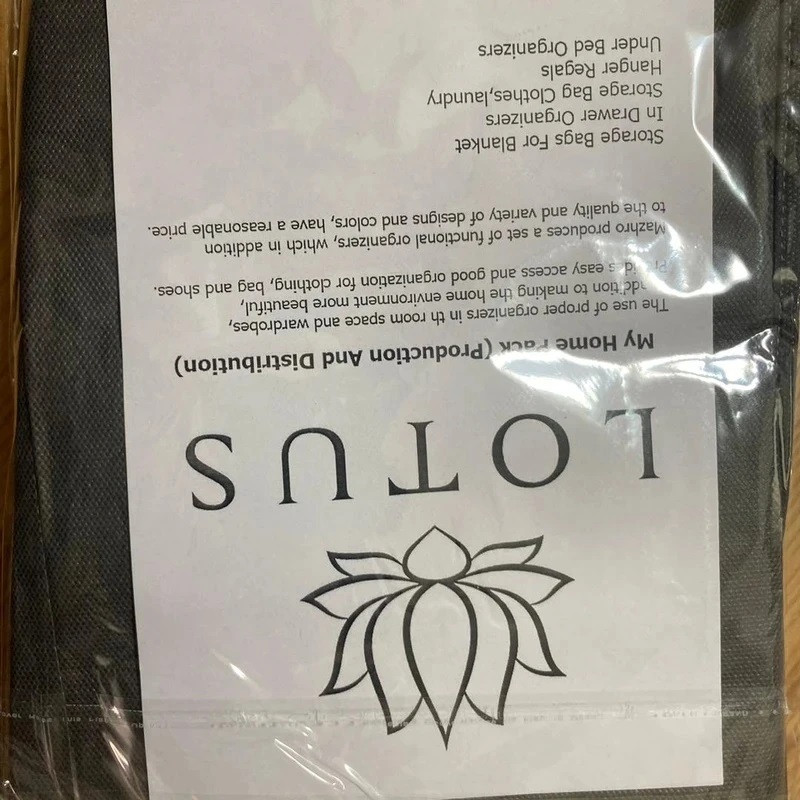 LOTUS
My Home Pack (Production And Distribution)
The use of proper organizers in th room space and wardrobes,
addition to making the home environment more beautiful,
easy access and good organization for clothing, bag and shoes.
Mazhro produces a set of functional organizers, which in addition
to the quality and variety of designs and colors, have a reasonable price.
Storage Bags For Blanket
In Drawer Organizers
Storage Bag Clothes,laundry
Hanger Regals
Under Bed Organizers